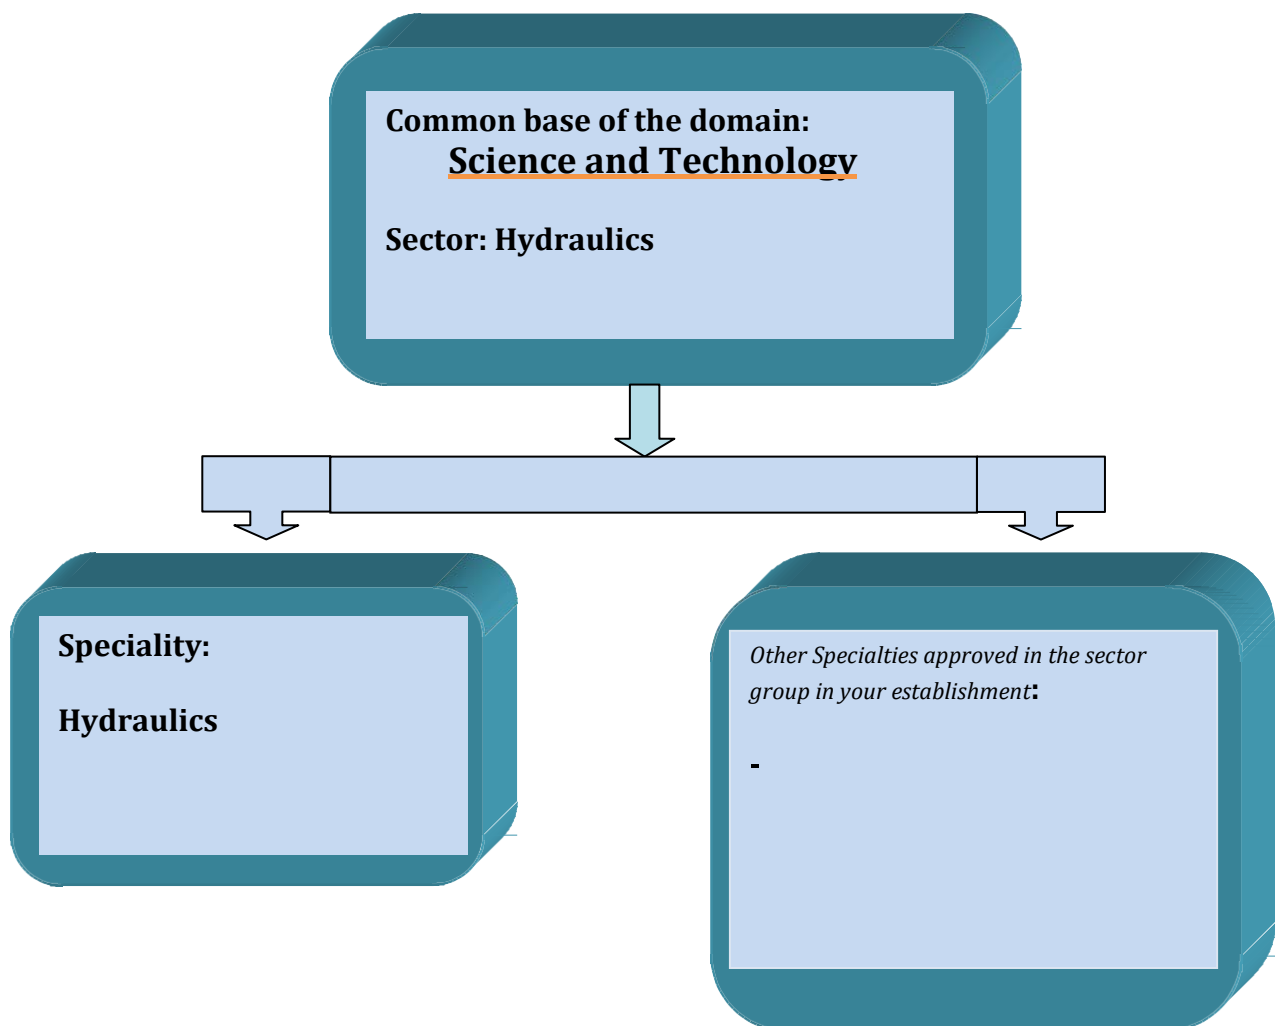 Common base of the domain:
Science and Technology
Sector: Hydraulics
Speciality:
Hydraulics
Other Specialties approved in the sector
group in your establishment:
-